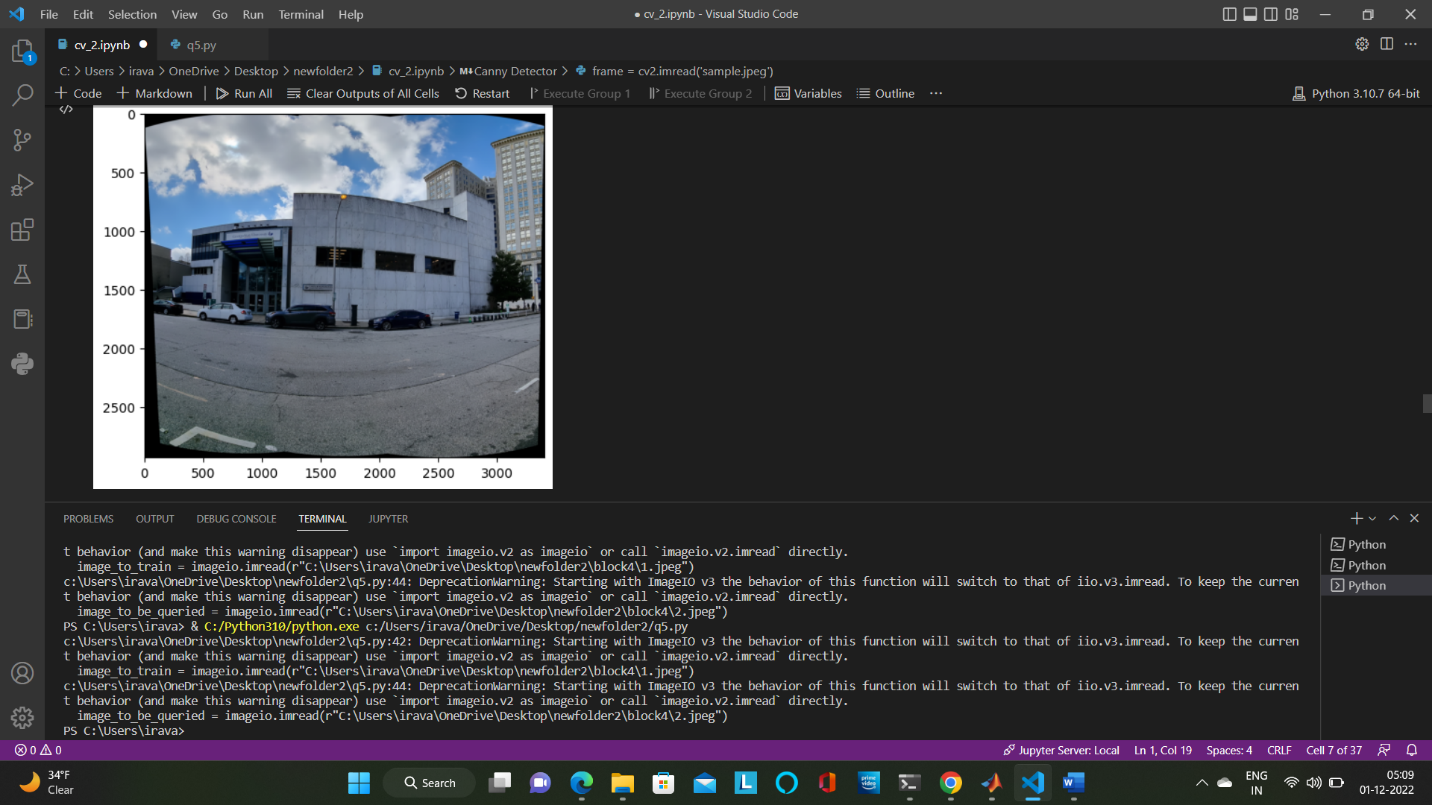 File Edit Selection View Go Run Terminal Help
● cv_2.ipynb - Visual Studio Code
cv_2.ipynb ●
q5.py
1
C: > Users > irava > OneDrive > Desktop > newfolder2 > cv_2.ipynb > M↓Canny Detector > frame = cv2.imread('sample.jpeg')
+ Code + Markdown | Run All Clear Outputs of All Cells Restart Execute Group 1 Execute Group 2 | Variables Outline ...
Python 3.10.7 64-bit
0
500
1000
1500
2000
2500
0 500 1000 1500 2000 2500 3000
PROBLEMS OUTPUT DEBUG CONSOLE TERMINAL JUPYTER
t behavior (and make this warning disappear) use `import imageio.v2 as imageio` or call `imageio.v2.imread` directly.
image_to_train = imageio.imread(r"C:\Users\irava\OneDrive\Desktop\newfolder2\block4\1.jpeg")
c:\Users\irava\OneDrive\Desktop\newfolder2\q5.py:44: DeprecationWarning: Starting with ImageIO v3 the behavior of this function will switch to that of iio.v3.imread. To keep the curren
t behavior (and make this warning disappear) use `import imageio.v2 as imageio` or call `imageio.v2.imread` directly.
image_to_be_queried = imageio.imread(r"C:\Users\irava\OneDrive\Desktop\newfolder2\block4\2.jpeg")
PS C:\Users\irava> & C:/Python310/python.exe c:/Users/irava/OneDrive/Desktop/newfolder2/q5.py
c:\Users\irava\OneDrive\Desktop\newfolder2\q5.py:42: DeprecationWarning: Starting with ImageIO v3 the behavior of this function will switch to that of iio.v3.imread. To keep the curren
t behavior (and make this warning disappear) use `import imageio.v2 as imageio` or call `imageio.v2.imread` directly.
image_to_train = imageio.imread(r"C:\Users\irava\OneDrive\Desktop\newfolder2\block4\1.jpeg")
c:\Users\irava\OneDrive\Desktop\newfolder2\q5.py:44: DeprecationWarning: Starting with ImageIO v3 the behavior of this function will switch to that of iio.v3.imread. To keep the curren
t behavior (and make this warning disappear) use `import imageio.v2 as imageio` or call `imageio.v2.imread` directly.
image_to_be_queried = imageio.imread(r"C:\Users\irava\OneDrive\Desktop\newfolder2\block4\2.jpeg")
PS C:\Users\irava>
Python
Python
Python
0 0
Jupyter Server: Local Ln 1, Col 19 Spaces: 4 CRLF Cell 7 of 37
34°F
Clear
Search
prime video
ENG
IN
05:09
01-12-2022